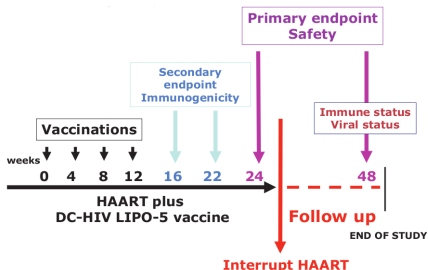 Primary endpoint
Safety
Secondary
endpoint
Immunogenicity
Vaccinations
Immune status
Viral status
weeks
0 4 8 12 16 22 24 48
HAART plus
DC-HIV LIPO-5 vaccine
Follow up
END OF STUDY
Interrupt HAART